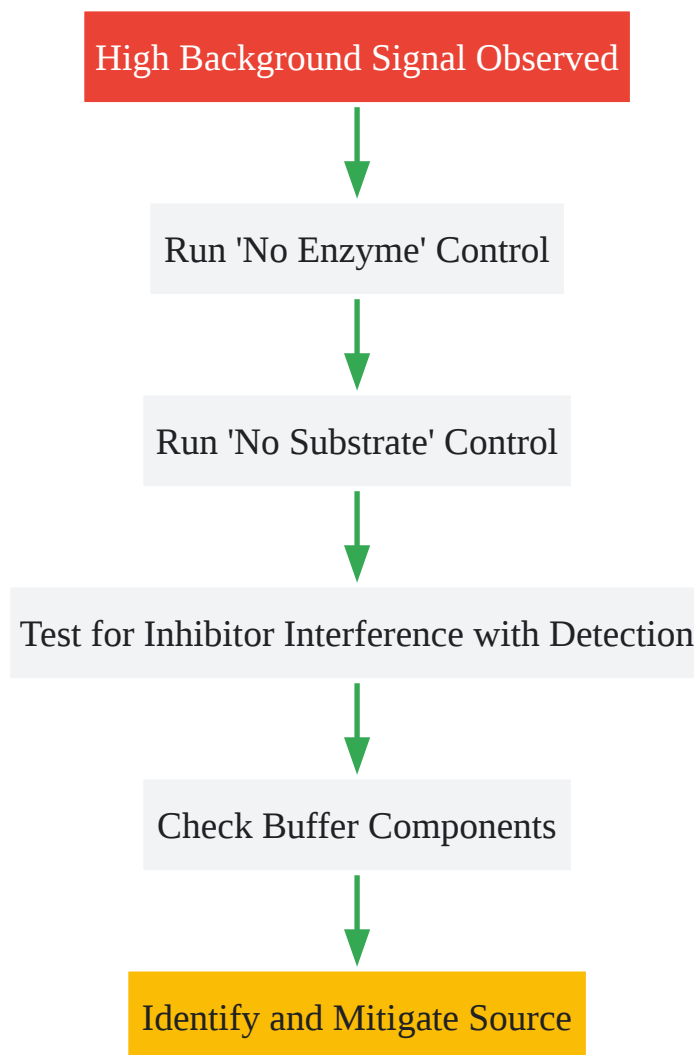 High Background Signal Observed
Run 'No Enzyme' Control
Run 'No Substrate' Control
Test for Inhibitor Interference with Detection
Check Buffer Components
Identify and Mitigate Source